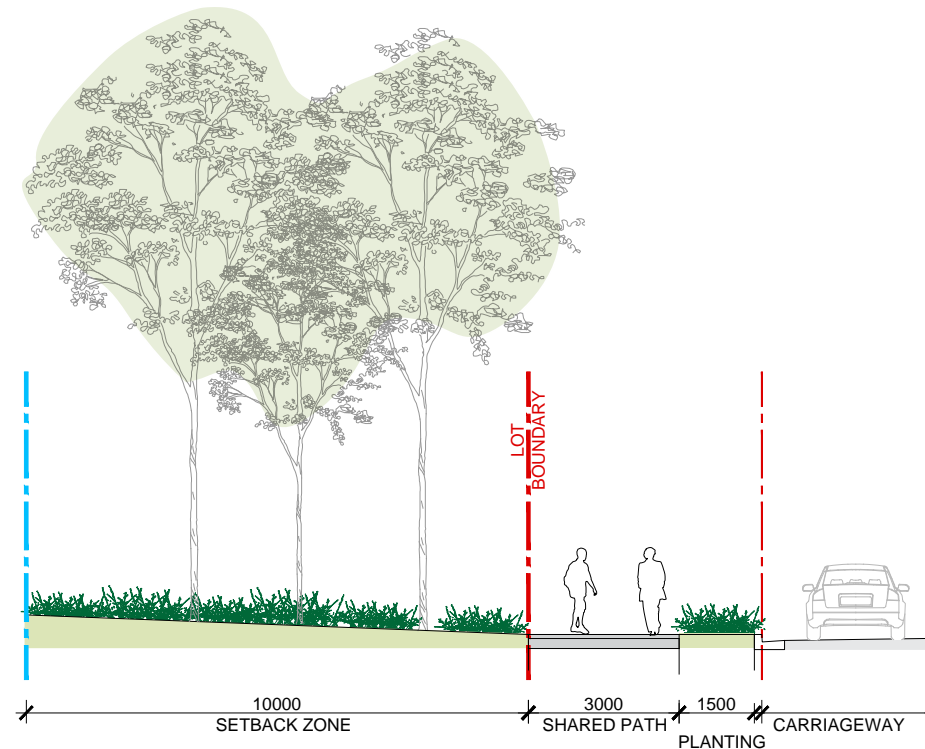 LOT
BOUNDARY
10000
3000
1500
SETBACK ZONE
SHARED PATH
CARRIAGEWAY
PLANTING